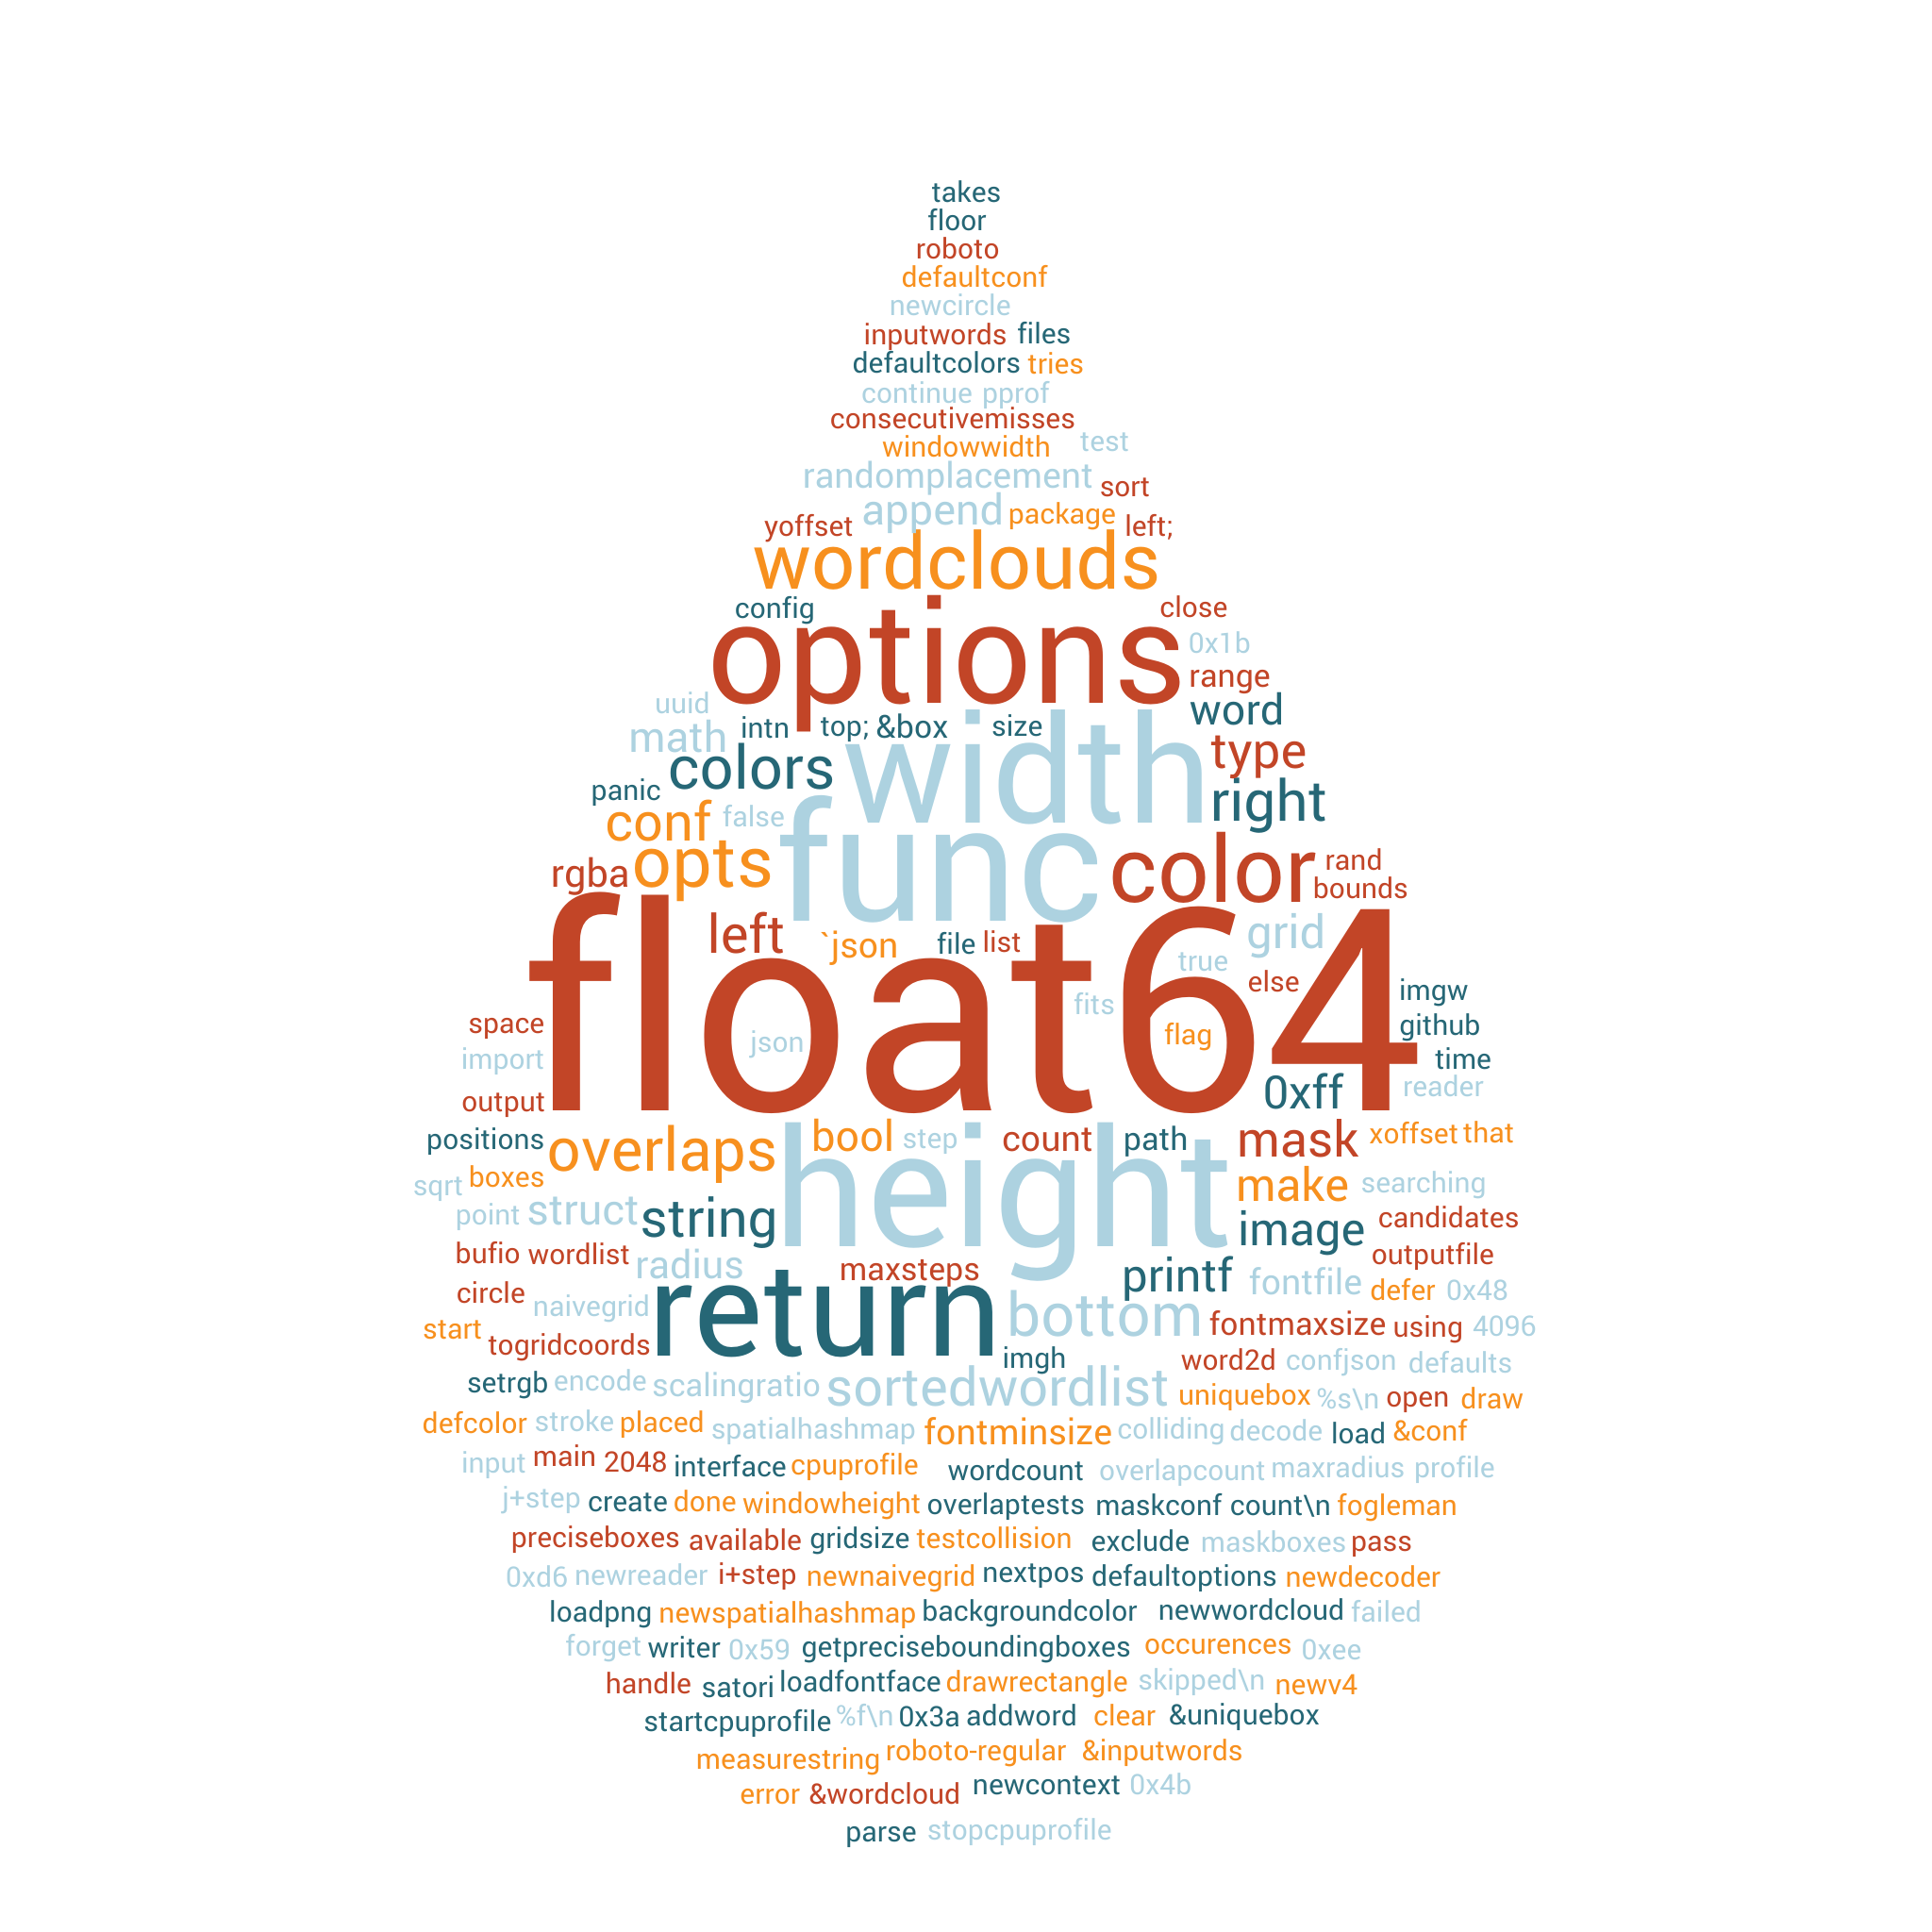 takes
floor
roboto
defaultconf
newcircle
inputwords files
defaultcolors tries
continue pprof
consecutivemisses
windowwidth test
randomplacement sort
append package
yoffset left;
wordclouds
config close
options 0x1b
range
uuid word
math intn top; &box size
width type
colors
panic right
conf false
func
opts color rand
rgba bounds
left `json file list grid
true
else
float64 imgw
fits
space github
json flag
import time
0xff reader
output
positions overlaps bool step count path mask xoffset that
height
sqrt boxes make searching
point struct string image candidates
bufio wordlist radius maxsteps printf fontfile outputfile
circle naivegrid return defer 0x48
bottom
start togridcoords fontmaxsize using 4096
imgh word2d confjson defaults
setrgb encode scalingratio sortedwordlist uniquebox %s\n open draw
defcolor stroke placed spatialhashmap fontminsize colliding decode load &conf
input main 2048 interface cpuprofile wordcount overlapcount maxradius profile
j+step create done windowheight overlaptests maskconf count\n fogleman
preciseboxes available gridsize testcollision exclude maskboxes pass
0xd6 newreader i+step newnaivegrid nextpos defaultoptions newdecoder
loadpng newspatialhashmap backgroundcolor newwordcloud failed
forget writer 0x59 getpreciseboundingboxes occurences 0xee
handle satori loadfontface drawrectangle skipped\n newv4
startcpuprofile %f\n 0x3a addword clear &uniquebox
measurestring roboto-regular &inputwords
error &wordcloud newcontext 0x4b
parse stopcpuprofile